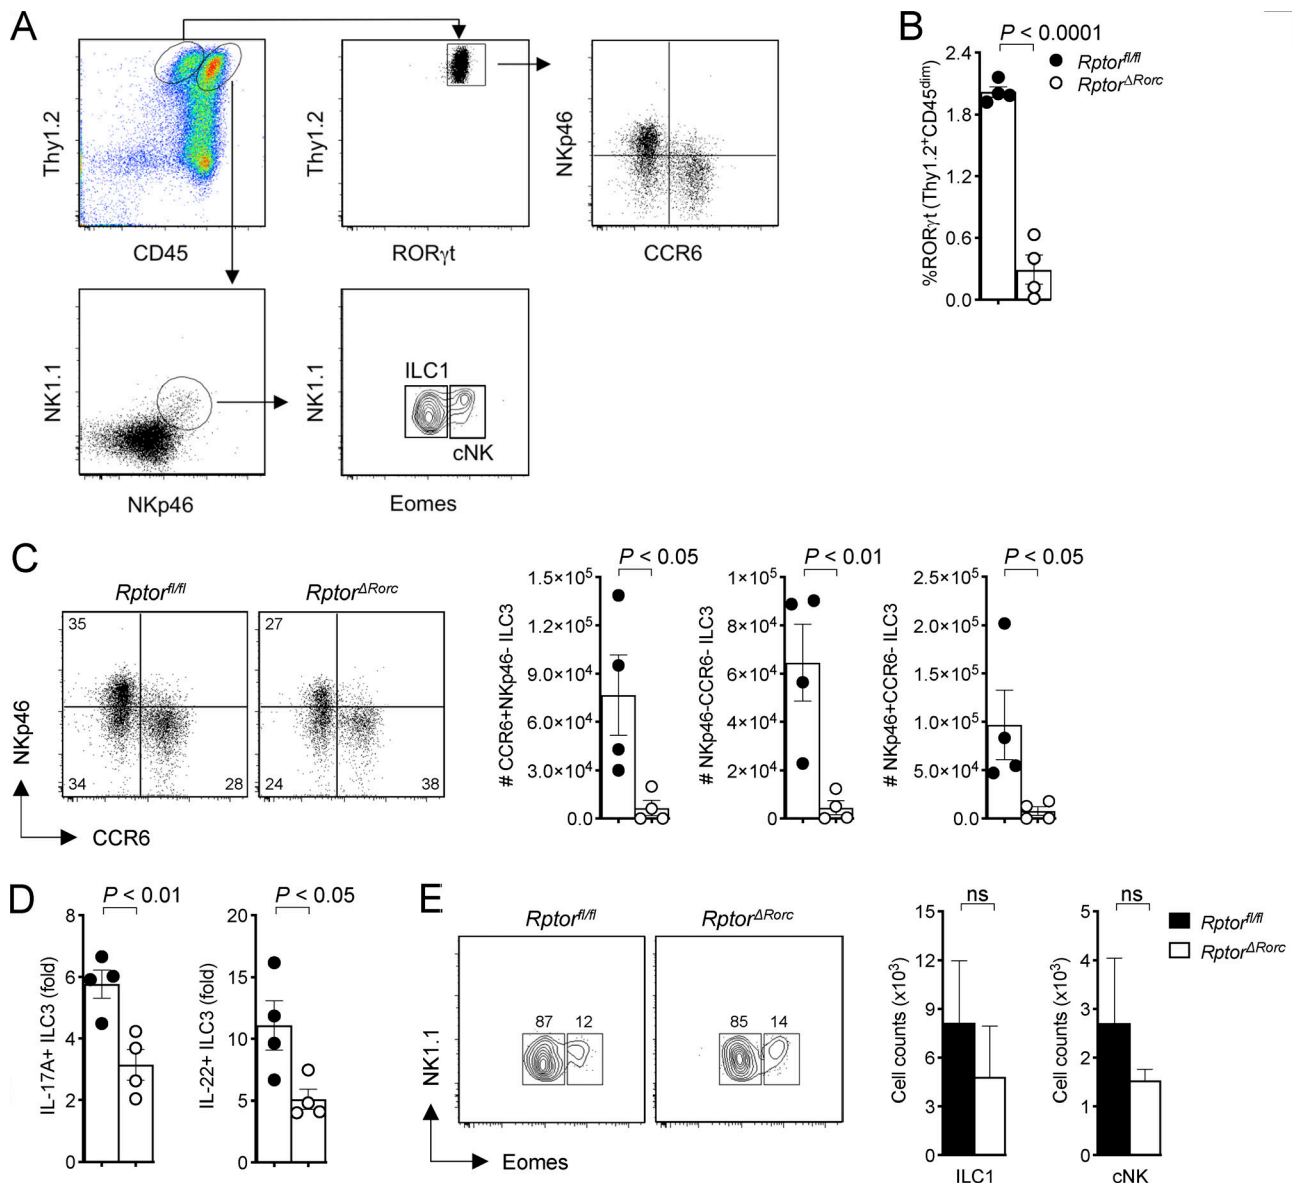 A
Thy1.2
CD45
Thy1.2
RORγt
NKp46
CCR6
NK1.1
NKp46
NK1.1
ILC1
cNK
Eomes
B
P < 0.0001
Rptorfl/fl
RptorΔRorc
%RORγt (Thy1.2+CD45dim)
2.4
1.8
1.2
0.6
0.0
C
Rptorfl/fl
RptorΔRorc
35
34
28
27
24
38
NKp46
CCR6
P < 0.05
# CCR6+NKp46- ILC3
1.5×10⁵
1.2×10⁵
9.0×10⁴
6.0×10⁴
3.0×10⁴
0.0
P < 0.01
# NKp46-CCR6- ILC3
1×10⁵
8×10⁴
6×10⁴
4×10⁴
2×10⁴
0
P < 0.05
# NKp46+CCR6- ILC3
2.5×10⁵
2.0×10⁵
1.5×10⁵
1.0×10⁵
5.0×10⁴
0.0
D
P < 0.01
IL-17A+ ILC3 (fold)
8
6
4
2
0
P < 0.05
IL-22+ ILC3 (fold)
20
15
10
5
0
E
Rptorfl/fl
RptorΔRorc
87 12
85 14
NK1.1
Eomes
ns
Cell counts (x10³)
15
12
9
6
3
0
ILC1
ns
Cell counts (x10³)
5
4
3
2
1
0
cNK
Rptorfl/fl
RptorΔRorc